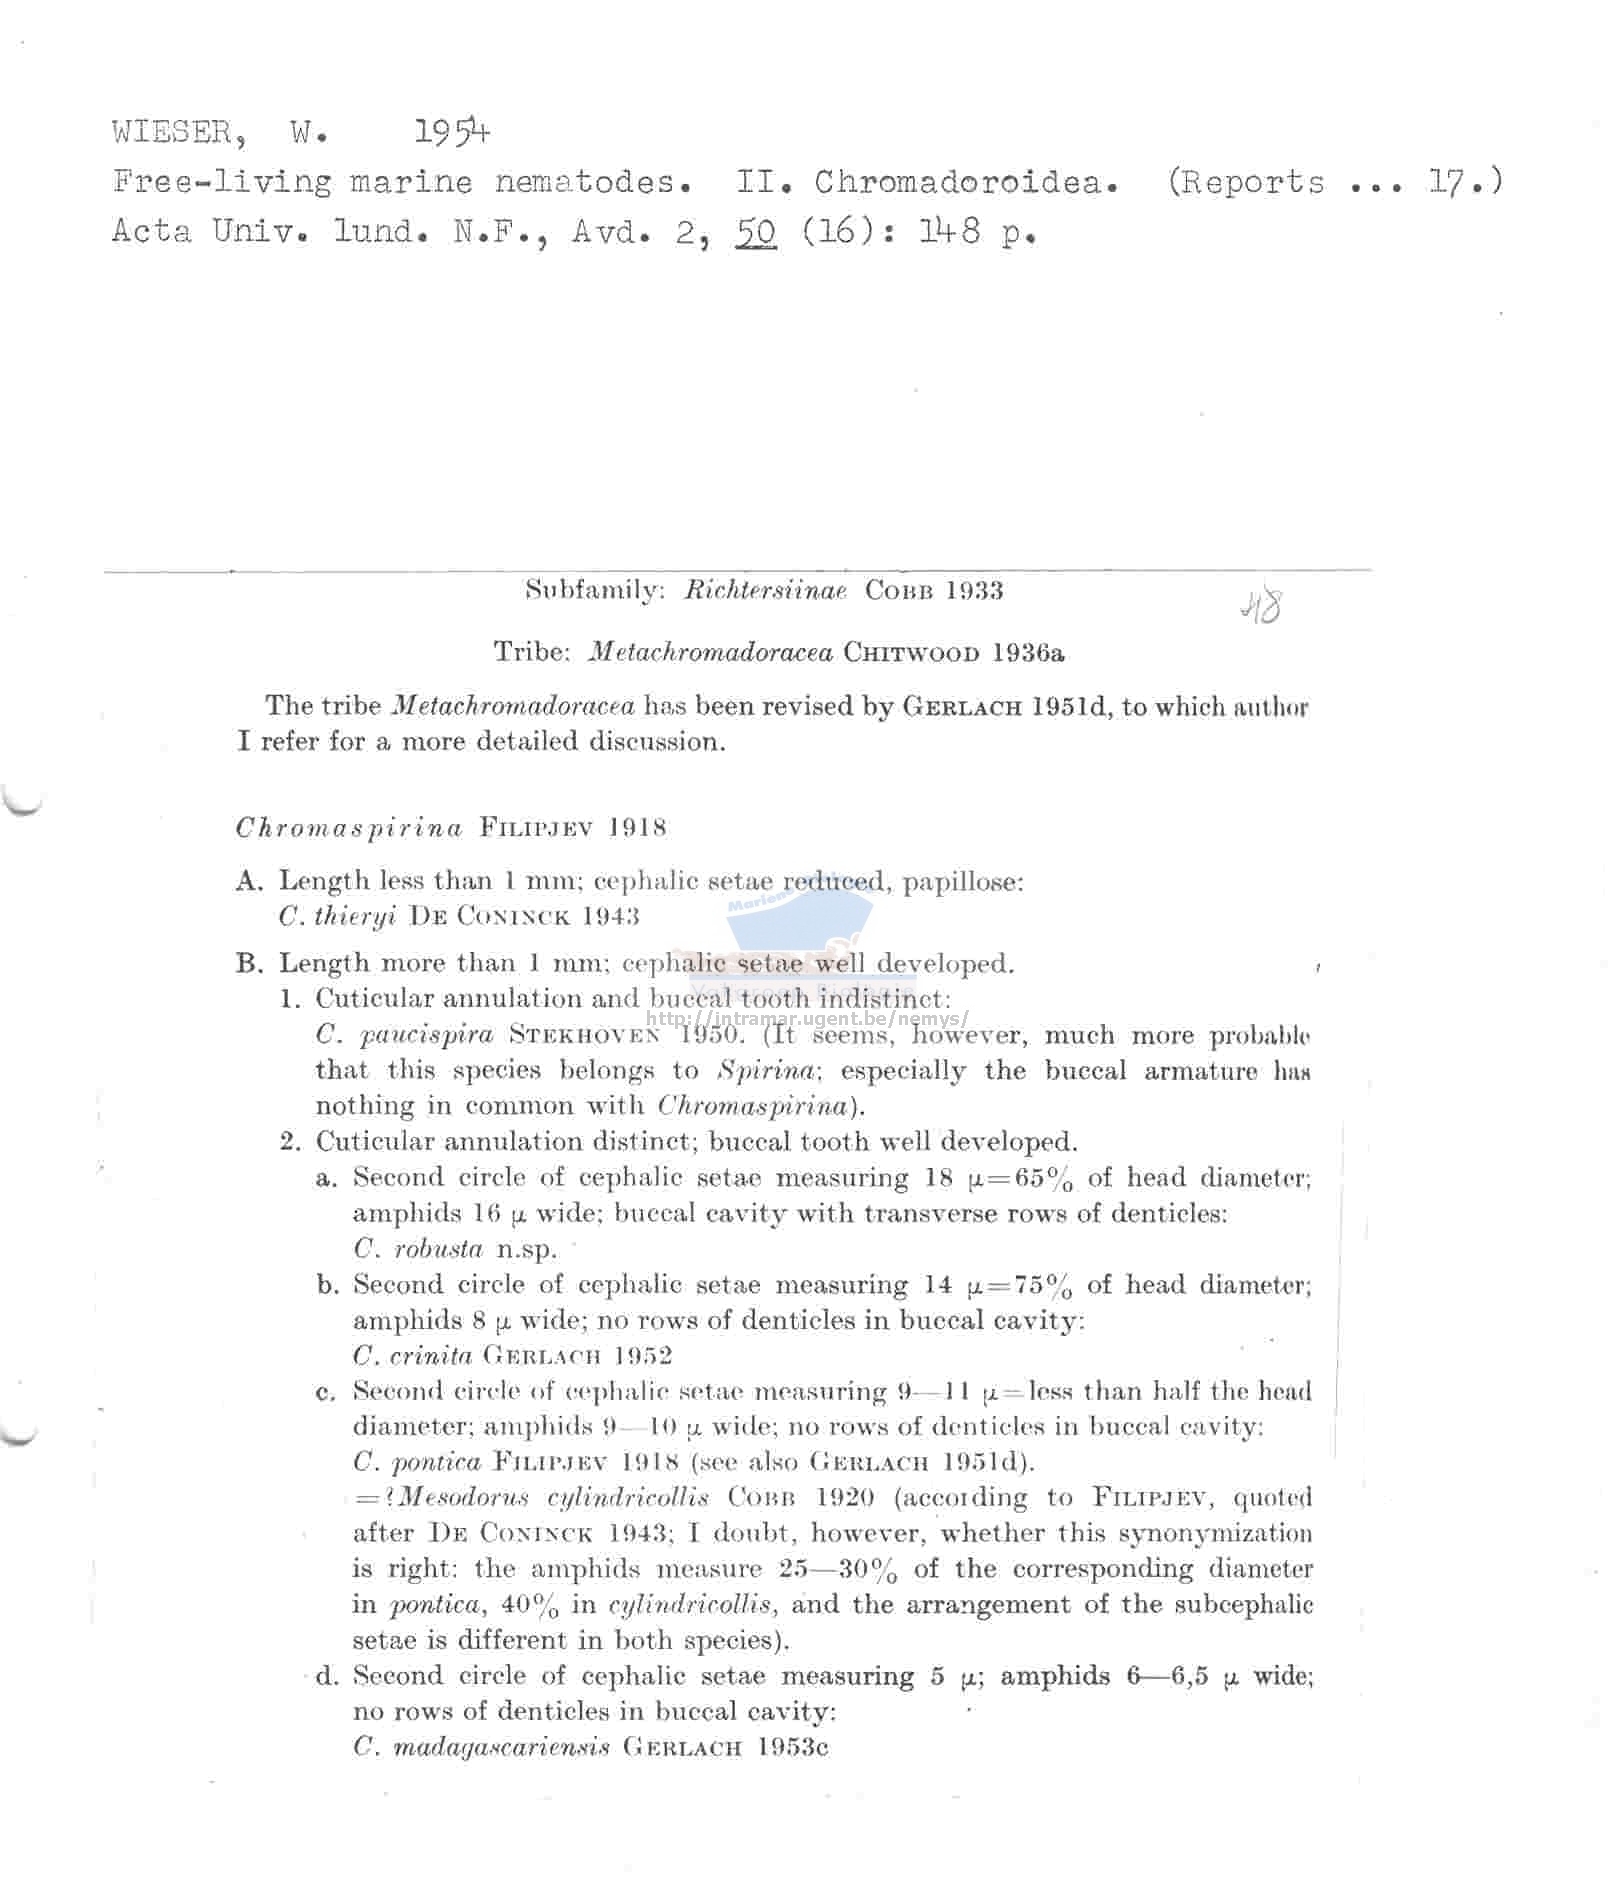 WIESER, W. 1954
Free-living marine nematodes. II. Chromadoroidea. (Reports ... 17.)
Acta Univ. lund. N.F., Avd. 2, 50 (16): 148 p.
Subfamily: Richtersiinae COBB 1933
48
Tribe: Metachromadoracea CHITWOOD 1936a
The tribe Metachromadoracea has been revised by GERLACH 1951d, to which author
I refer for a more detailed discussion.
Chromaspirina FILIPJEV 1918
A. Length less than 1 mm; cephalic setae reduced, papillose:
C. thieryi DE CONINCK 1943
B. Length more than 1 mm; cephalic setae well developed.
1. Cuticular annulation and buccal tooth indistinct:
http://intramar.ugent.be/nemys/
C. paucispira STEKHOVEN 1950. (It seems, however, much more probable
that this species belongs to Spirina; especially the buccal armature has
nothing in common with Chromaspirina).
2. Cuticular annulation distinct; buccal tooth well developed.
a. Second circle of cephalic setae measuring 18 μ=65% of head diameter;
amphids 16 μ wide; buccal cavity with transverse rows of denticles:
C. robusta n.sp.
b. Second circle of cephalic setae measuring 14 μ=75% of head diameter;
amphids 8 μ wide; no rows of denticles in buccal cavity:
C. crinita GERLACH 1952
c. Second circle of cephalic setae measuring 9—11 μ=less than half the head
diameter; amphids 9—10 μ wide; no rows of denticles in buccal cavity:
C. pontica FILIPJEV 1918 (see also GERLACH 1951d).
=?Mesodorus cylindricollis COBB 1920 (according to FILIPJEV, quoted
after DE CONINCK 1943; I doubt, however, whether this synonymization
is right: the amphids measure 25—30% of the corresponding diameter
in pontica, 40% in cylindricollis, and the arrangement of the subcephalic
setae is different in both species).
d. Second circle of cephalic setae measuring 5 μ; amphids 6—6,5 μ wide;
no rows of denticles in buccal cavity:
C. madagascariensis GERLACH 1953c